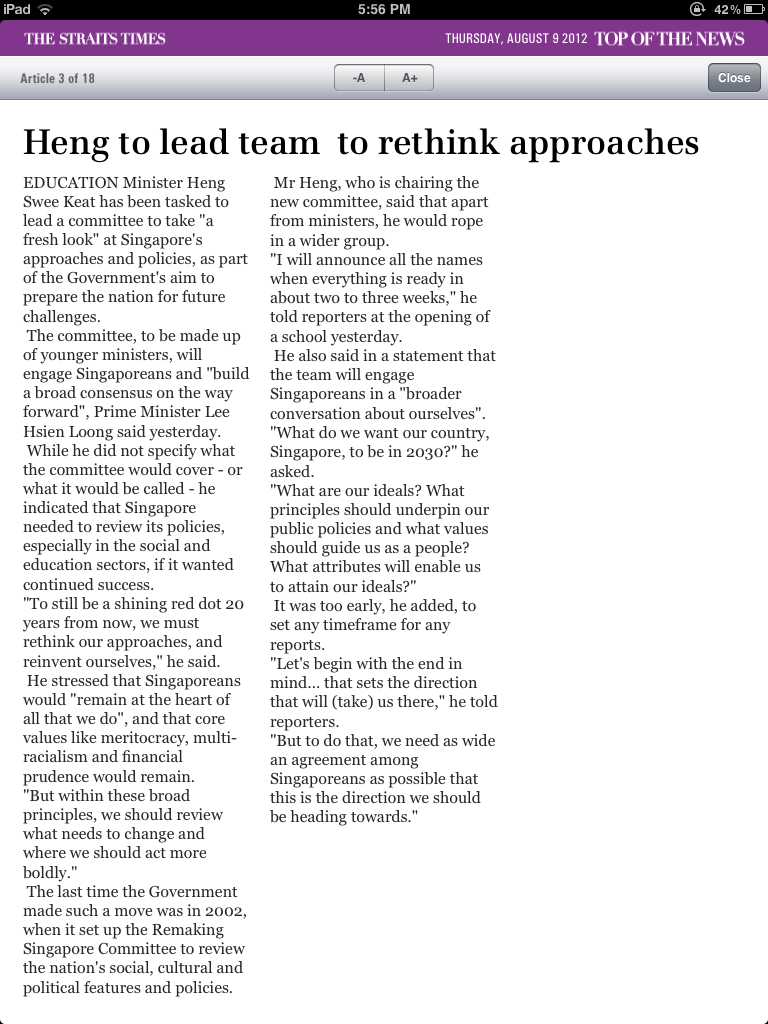 iPad 5:56 PM 42%
THE STRAITS TIMES THURSDAY, AUGUST 9 2012 TOP OF THE NEWS
Article 3 of 18 -A A+ Close
Heng to lead team  to rethink approaches
EDUCATION Minister Heng
Swee Keat has been tasked to
lead a committee to take "a
fresh look" at Singapore's
approaches and policies, as part
of the Government's aim to
prepare the nation for future
challenges.
The committee, to be made up
of younger ministers, will
engage Singaporeans and "build
a broad consensus on the way
forward", Prime Minister Lee
Hsien Loong said yesterday.
While he did not specify what
the committee would cover - or
what it would be called - he
indicated that Singapore
needed to review its policies,
especially in the social and
education sectors, if it wanted
continued success.
"To still be a shining red dot 20
years from now, we must
rethink our approaches, and
reinvent ourselves," he said.
He stressed that Singaporeans
would "remain at the heart of
all that we do", and that core
values like meritocracy, multi-
racialism and financial
prudence would remain.
"But within these broad
principles, we should review
what needs to change and
where we should act more
boldly."
The last time the Government
made such a move was in 2002,
when it set up the Remaking
Singapore Committee to review
the nation's social, cultural and
political features and policies.
Mr Heng, who is chairing the
new committee, said that apart
from ministers, he would rope
in a wider group.
"I will announce all the names
when everything is ready in
about two to three weeks," he
told reporters at the opening of
a school yesterday.
He also said in a statement that
the team will engage
Singaporeans in a "broader
conversation about ourselves".
"What do we want our country,
Singapore, to be in 2030?" he
asked.
"What are our ideals? What
principles should underpin our
public policies and what values
should guide us as a people?
What attributes will enable us
to attain our ideals?"
It was too early, he added, to
set any timeframe for any
reports.
"Let's begin with the end in
mind... that sets the direction
that will (take) us there," he told
reporters.
"But to do that, we need as wide
an agreement among
Singaporeans as possible that
this is the direction we should
be heading towards."